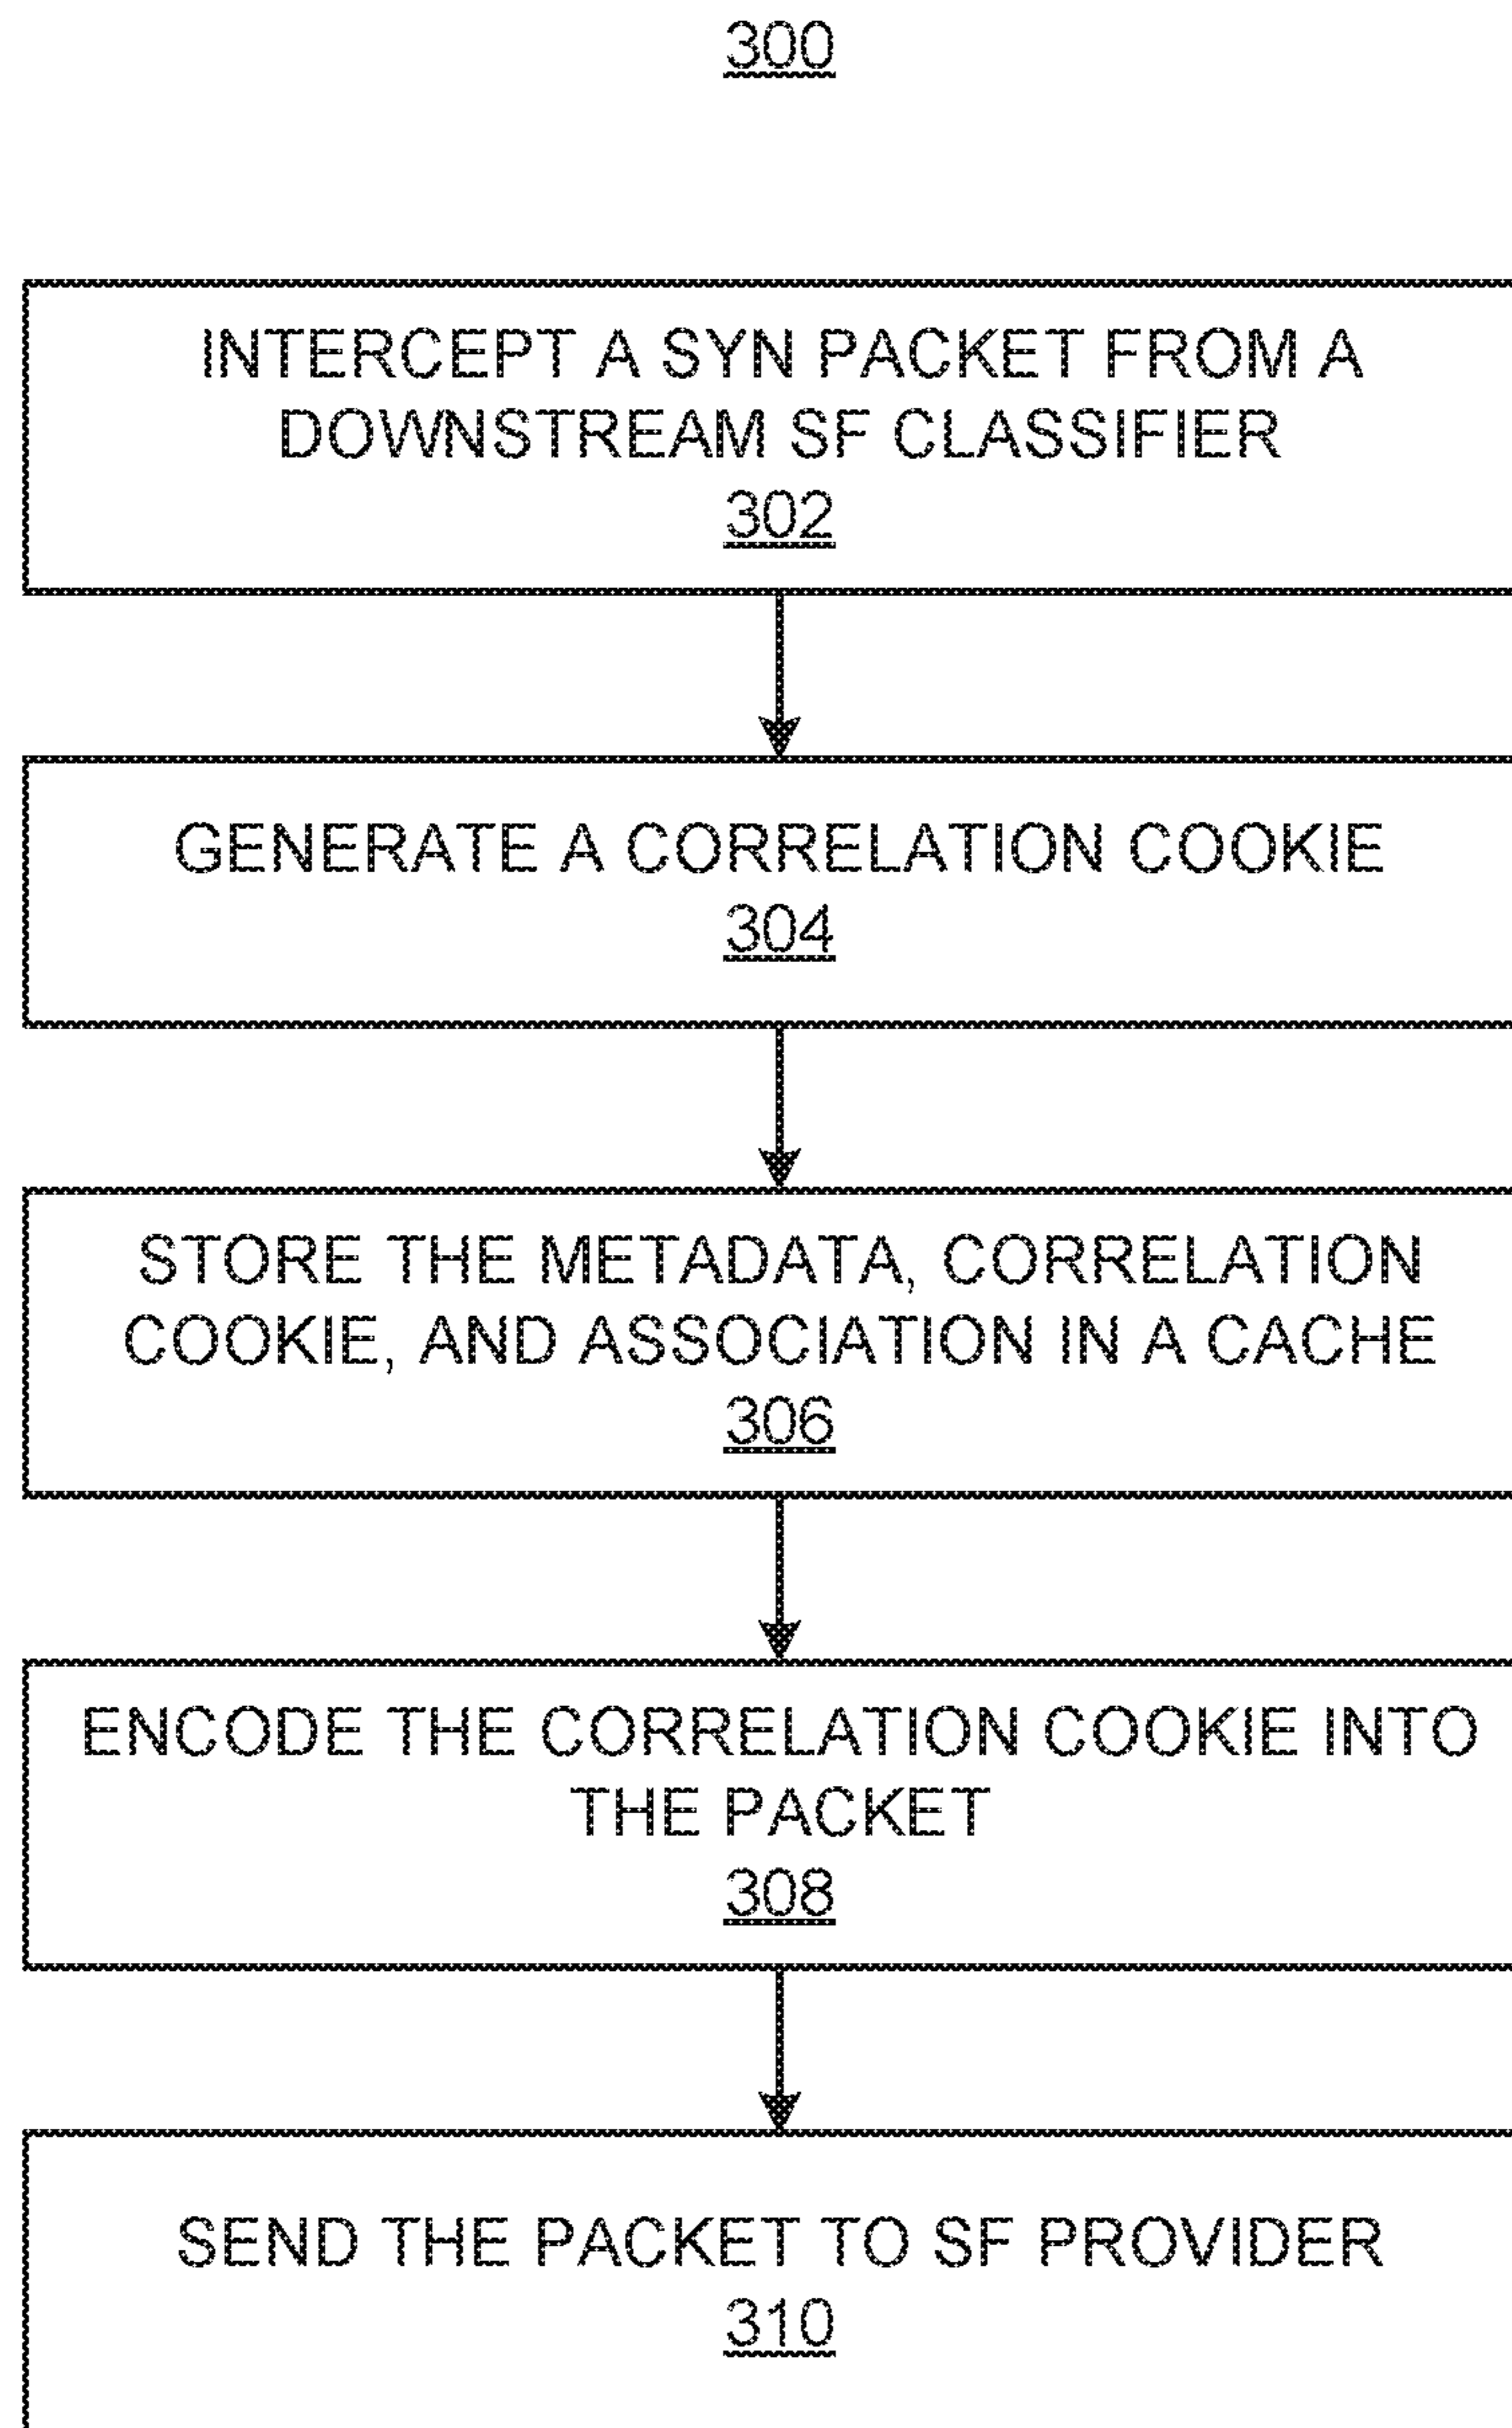 300
INTERCEPT A SYN PACKET FROM A
DOWNSTREAM SF CLASSIFIER
302
GENERATE A CORRELATION COOKIE
304
STORE THE METADATA, CORRELATION
COOKIE, AND ASSOCIATION IN A CACHE
306
ENCODE THE CORRELATION COOKIE INTO
THE PACKET
308
SEND THE PACKET TO SF PROVIDER
310